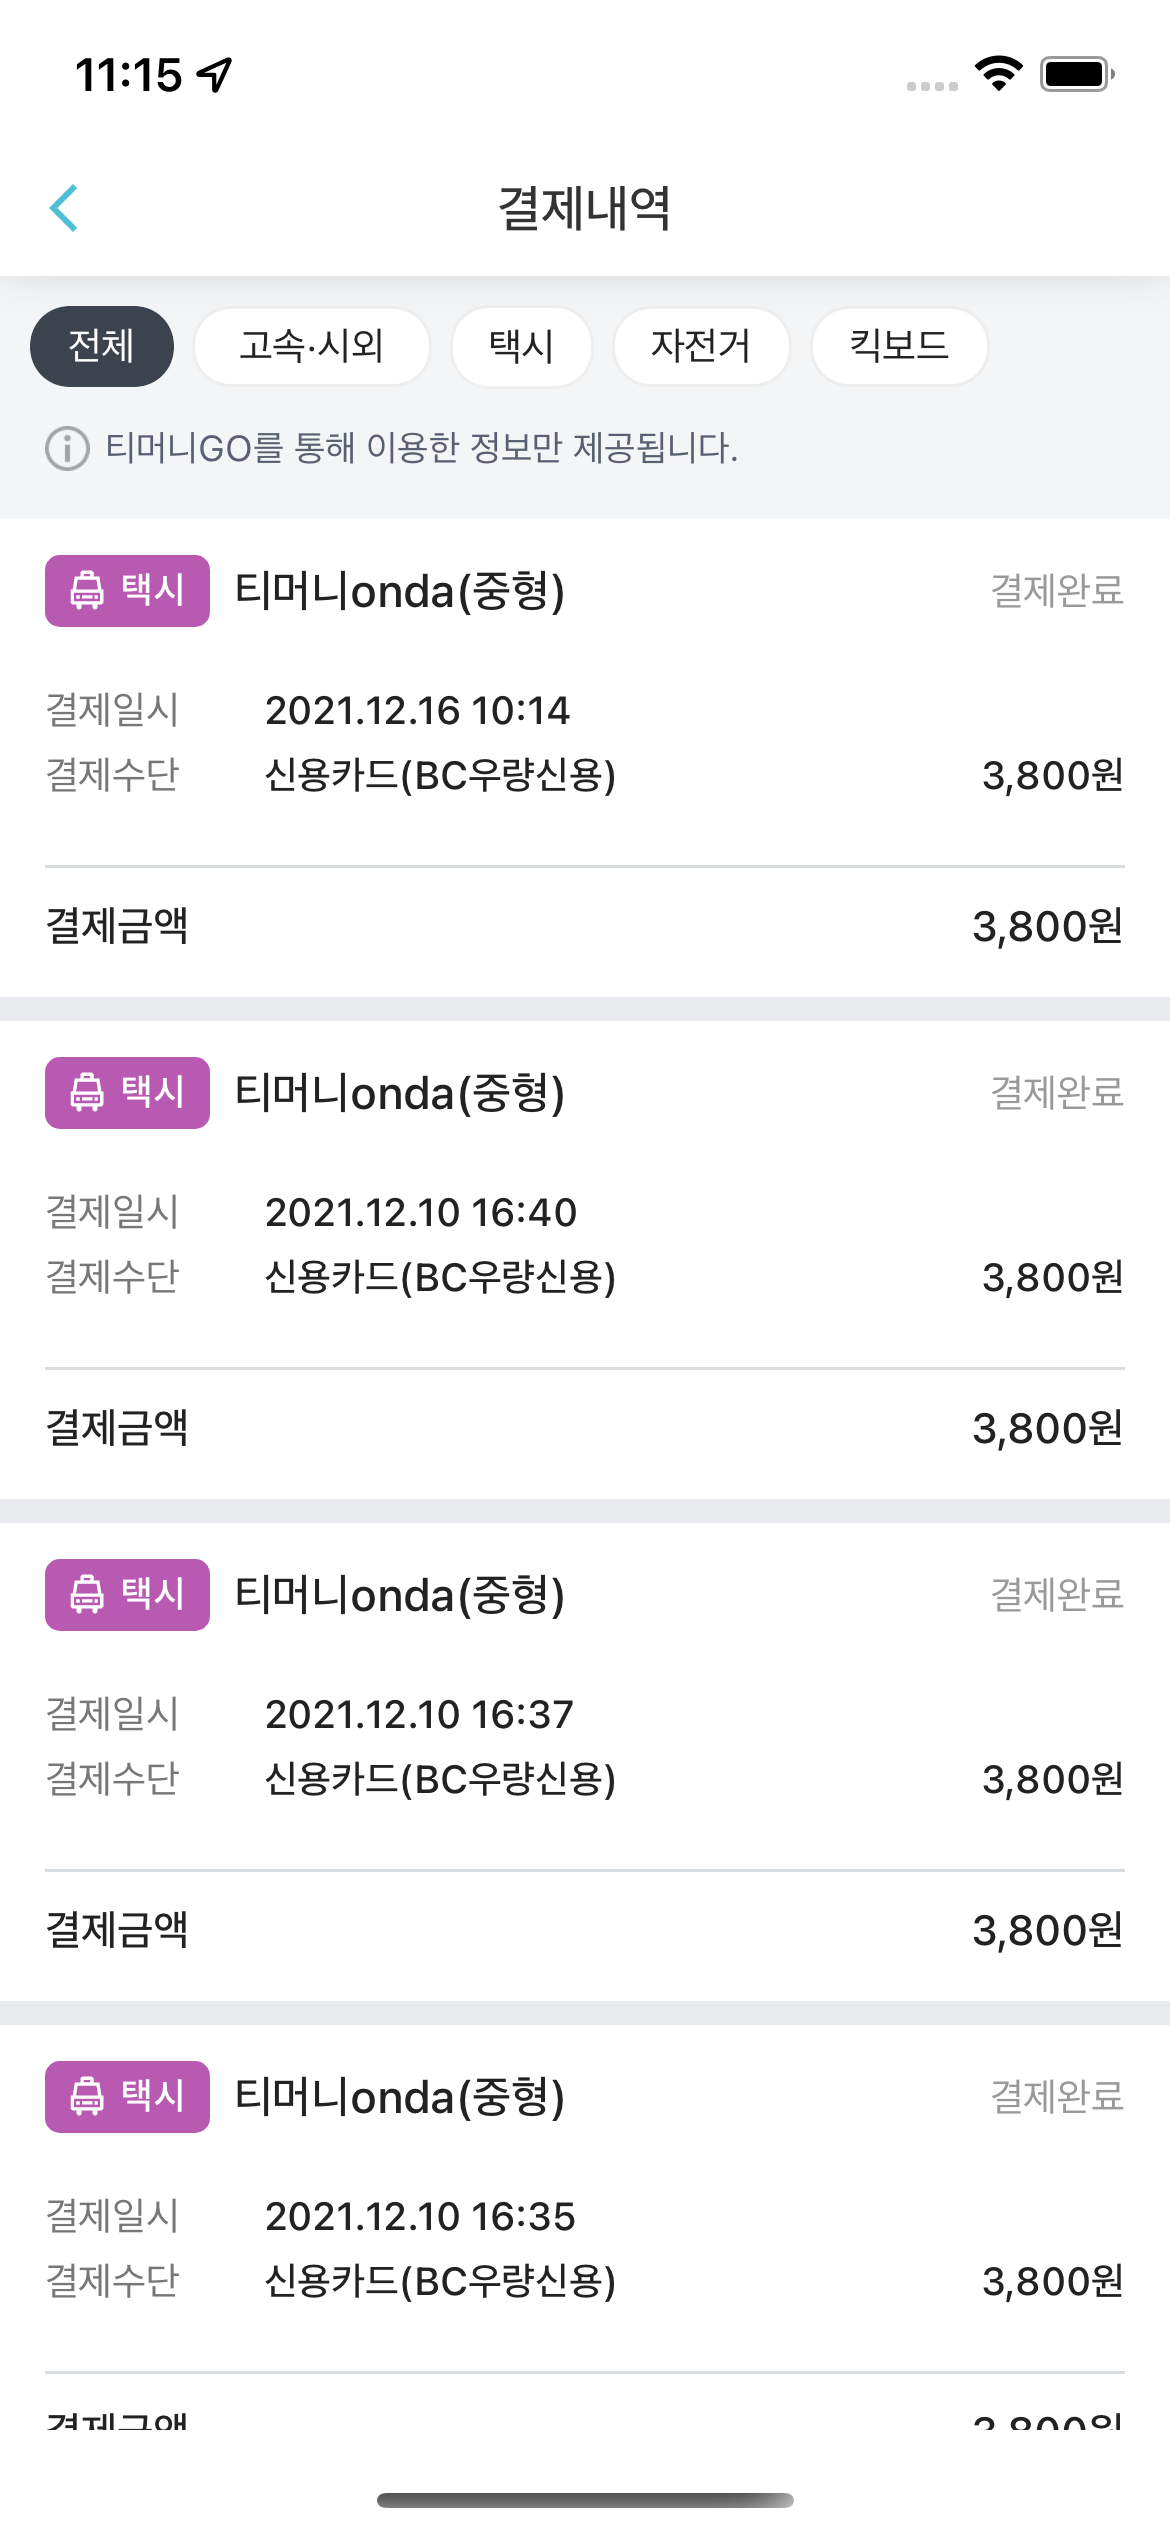 11:15
결제내역
전체 고속·시외 택시 자전거 킥보드
티머니GO를 통해 이용한 정보만 제공됩니다.
택시 티머니onda(중형) 결제완료
결제일시 2021.12.16 10:14
결제수단 신용카드(BC우량신용) 3,800원
결제금액 3,800원
택시 티머니onda(중형) 결제완료
결제일시 2021.12.10 16:40
결제수단 신용카드(BC우량신용) 3,800원
결제금액 3,800원
택시 티머니onda(중형) 결제완료
결제일시 2021.12.10 16:37
결제수단 신용카드(BC우량신용) 3,800원
결제금액 3,800원
택시 티머니onda(중형) 결제완료
결제일시 2021.12.10 16:35
결제수단 신용카드(BC우량신용) 3,800원
결제금액 3,800원